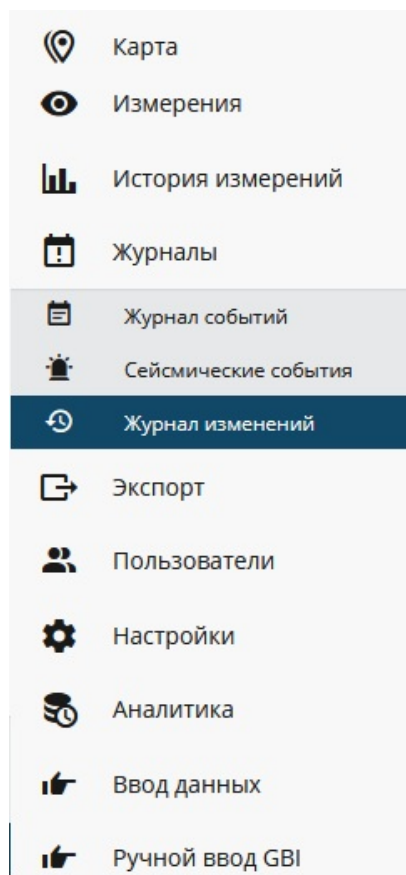 Карта
Измерения
История измерений
Журналы
Журнал событий
Сейсмические события
Журнал изменений
Экспорт
Пользователи
Настройки
Аналитика
Ввод данных
Ручной ввод GBI